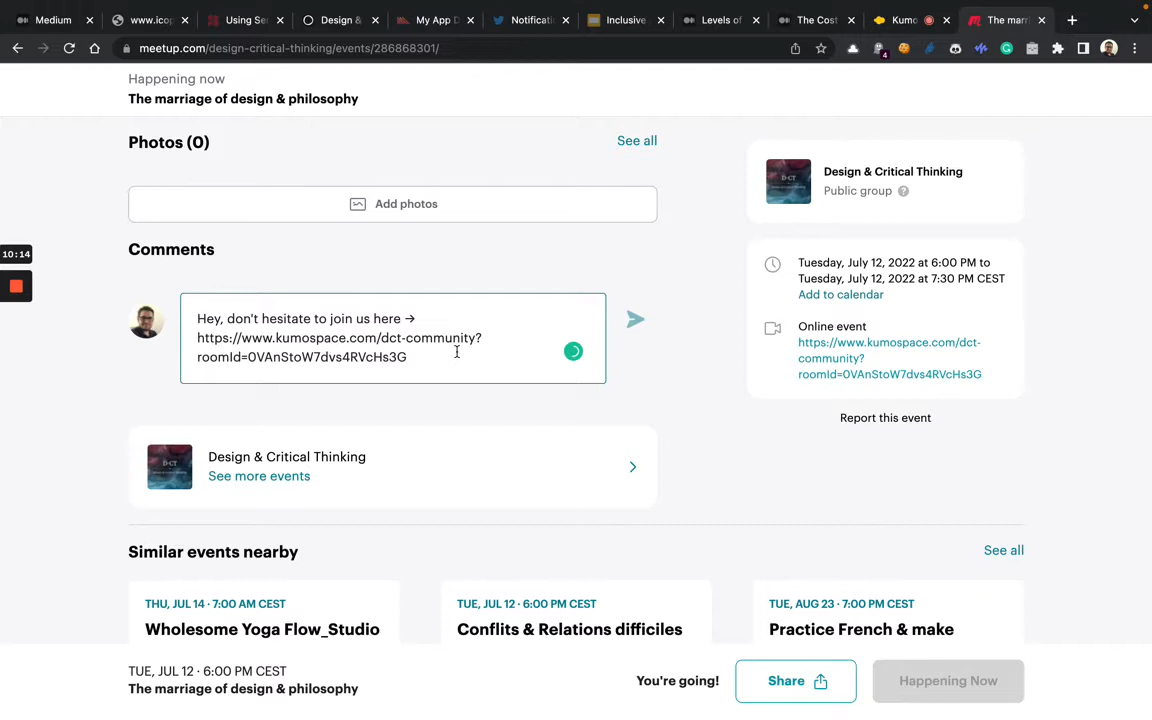 Medium
www.icop
Using Se
Design &
My App D
Notificati
Inclusive
Levels of
The Cost
Kumo
The marr
meetup.com/design-critical-thinking/events/286868301/
4
Happening now
The marriage of design & philosophy
Photos (0)
See all
Add photos
Comments
10:14
Hey, don't hesitate to join us here →
https://www.kumospace.com/dct-community?
roomId=0VAnStoW7dvs4RVcHs3G
Design & Critical Thinking
Public group
Tuesday, July 12, 2022 at 6:00 PM to
Tuesday, July 12, 2022 at 7:30 PM CEST
Add to calendar
Online event
https://www.kumospace.com/dct-
community?
roomId=0VAnStoW7dvs4RVcHs3G
Report this event
D·CT
Design & Critical Thinking
See more events
Similar events nearby
See all
THU, JUL 14 · 7:00 AM CEST
Wholesome Yoga Flow_Studio
TUE, JUL 12 · 6:00 PM CEST
Conflits & Relations difficiles
TUE, AUG 23 · 7:00 PM CEST
Practice French & make
TUE, JUL 12 · 6:00 PM CEST
The marriage of design & philosophy
You're going!
Share
Happening Now